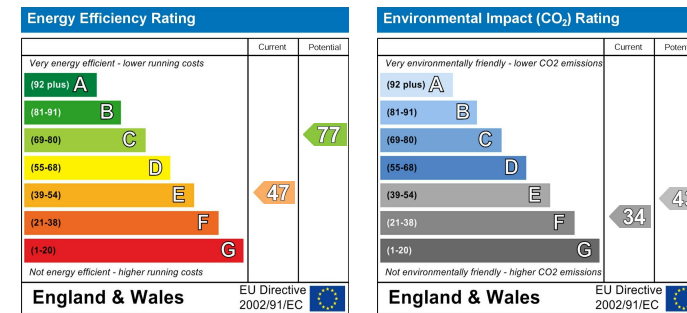 Energy Efficiency Rating
Current Potential
Very energy efficient - lower running costs
(92 plus) A
(81-91) B
(69-80) C
77
(55-68) D
(39-54) E
47
(21-38) F
(1-20) G
Not energy efficient - higher running costs
England & Wales
EU Directive
2002/91/EC
Environmental Impact (CO₂) Rating
Current Poten
Very environmentally friendly - lower CO2 emissions
(92 plus) A
(81-91) B
(69-80) C
(55-68) D
(39-54) E
(21-38) F
34
(1-20) G
Not environmentally friendly - higher CO2 emissions
England & Wales
EU Directive
2002/91/EC